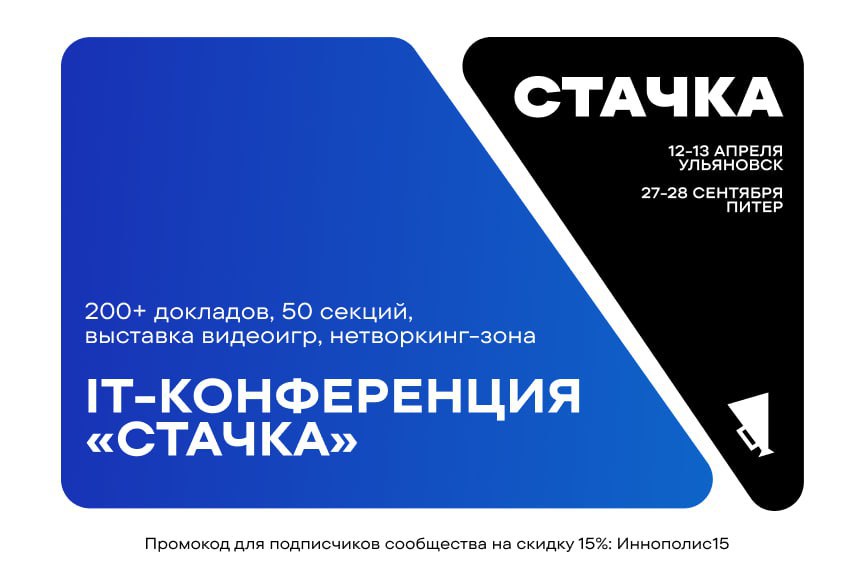 СТАЧКА
12-13 АПРЕЛЯ
УЛЬЯНОВСК
27-28 СЕНТЯБРЯ
ПИТЕР
200+ докладов, 50 секций,
выставка видеоигр, нетворкинг-зона
IT-КОНФЕРЕНЦИЯ
«СТАЧКА»
Промокод для подписчиков сообщества на скидку 15%: Иннополис15